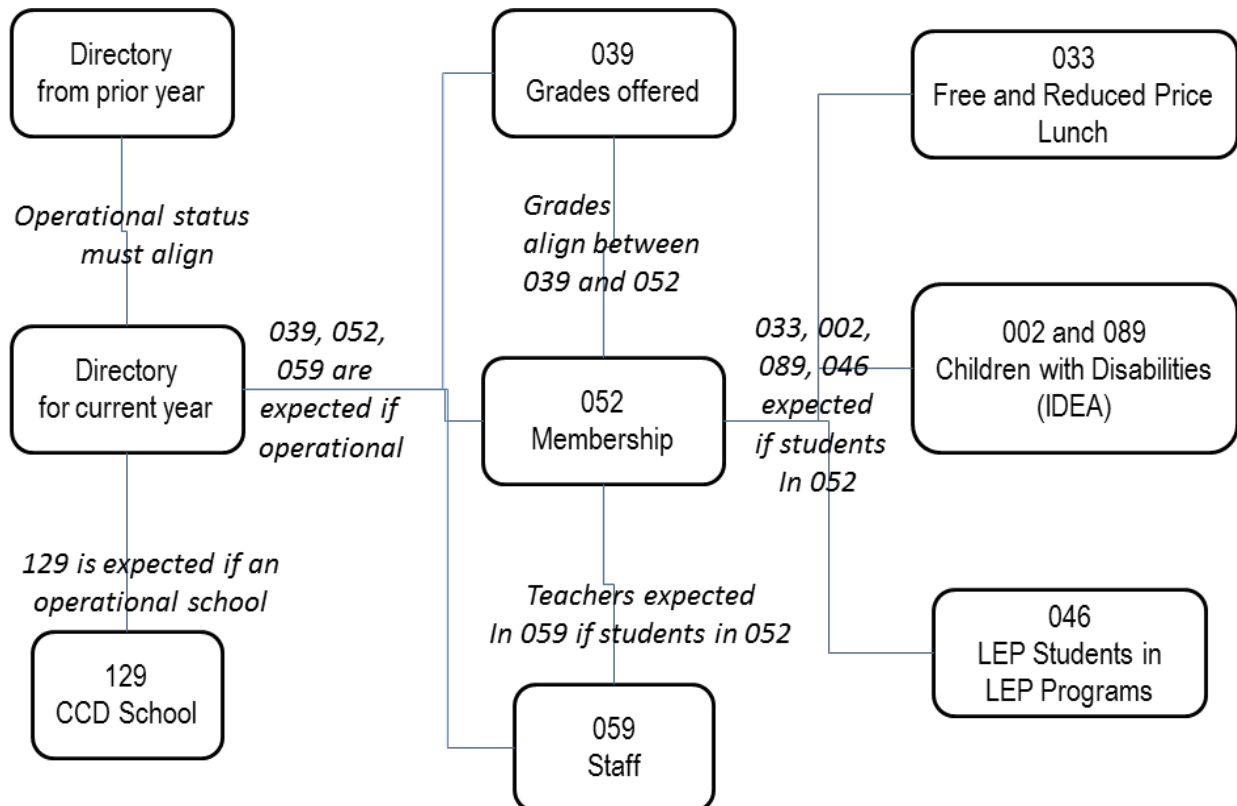 Directory
from prior year
Operational status
must align
Directory
for current year
129 is expected if an
operational school
129
CCD School
039, 052,
059 are
expected if
operational
039
Grades offered
Grades
align between
039 and 052
052
Membership
Teachers expected
In 059 if students in 052
059
Staff
033, 002,
089, 046
expected
if students
In 052
033
Free and Reduced Price
Lunch
002 and 089
Children with Disabilities
(IDEA)
046
LEP Students in
LEP Programs